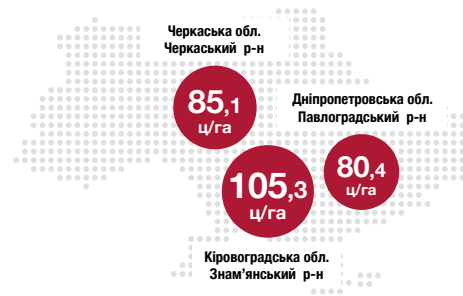 Черкаська обл.
Черкаський р-н
85,1
ц/га
Дніпропетровська обл.
Павлоградський р-н
80,4
ц/га
105,3
ц/га
Кіровоградська обл.
Знам'янський р-н